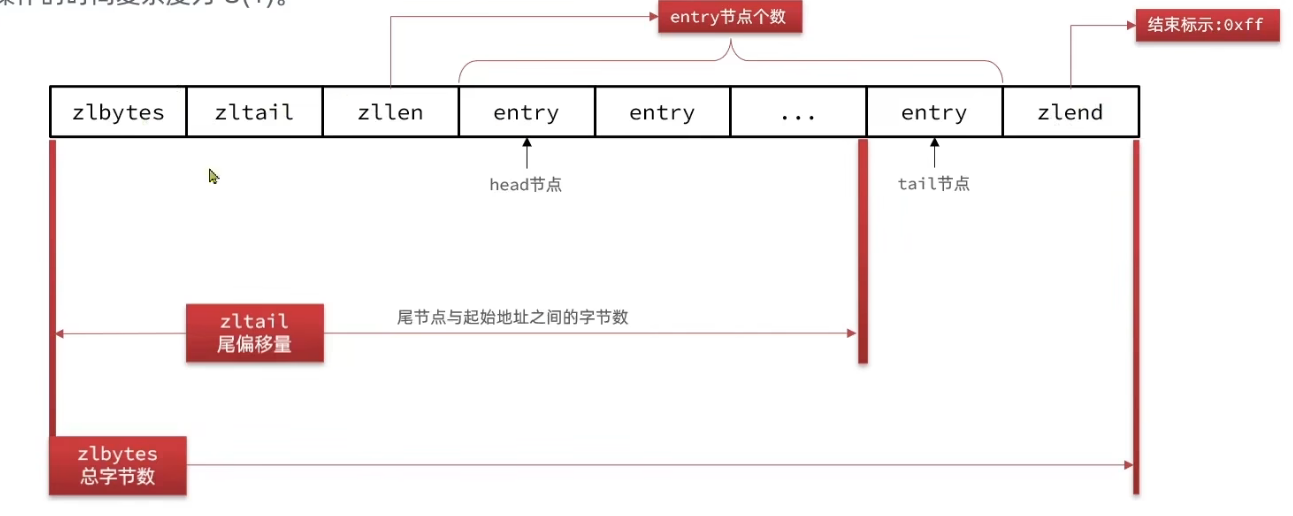 操作的时间复杂度为 O(1)。
entry节点个数
结束标示:0xff
zlbytes zltail zllen entry entry ... entry zlend
head节点
tail节点
zltail
尾偏移量
尾节点与起始地址之间的字节数
zlbytes
总字节数